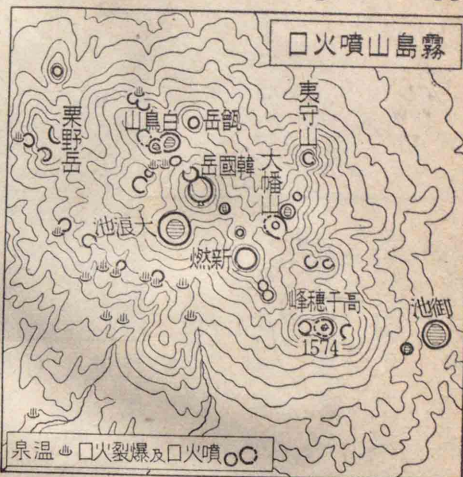 霧島山噴火口
夷守山
甑岳
白鳥山
栗野岳
韓國岳
大幡山
大浪池
新燃
高千穗峰
1574
御池
噴火口及爆裂火口
温泉